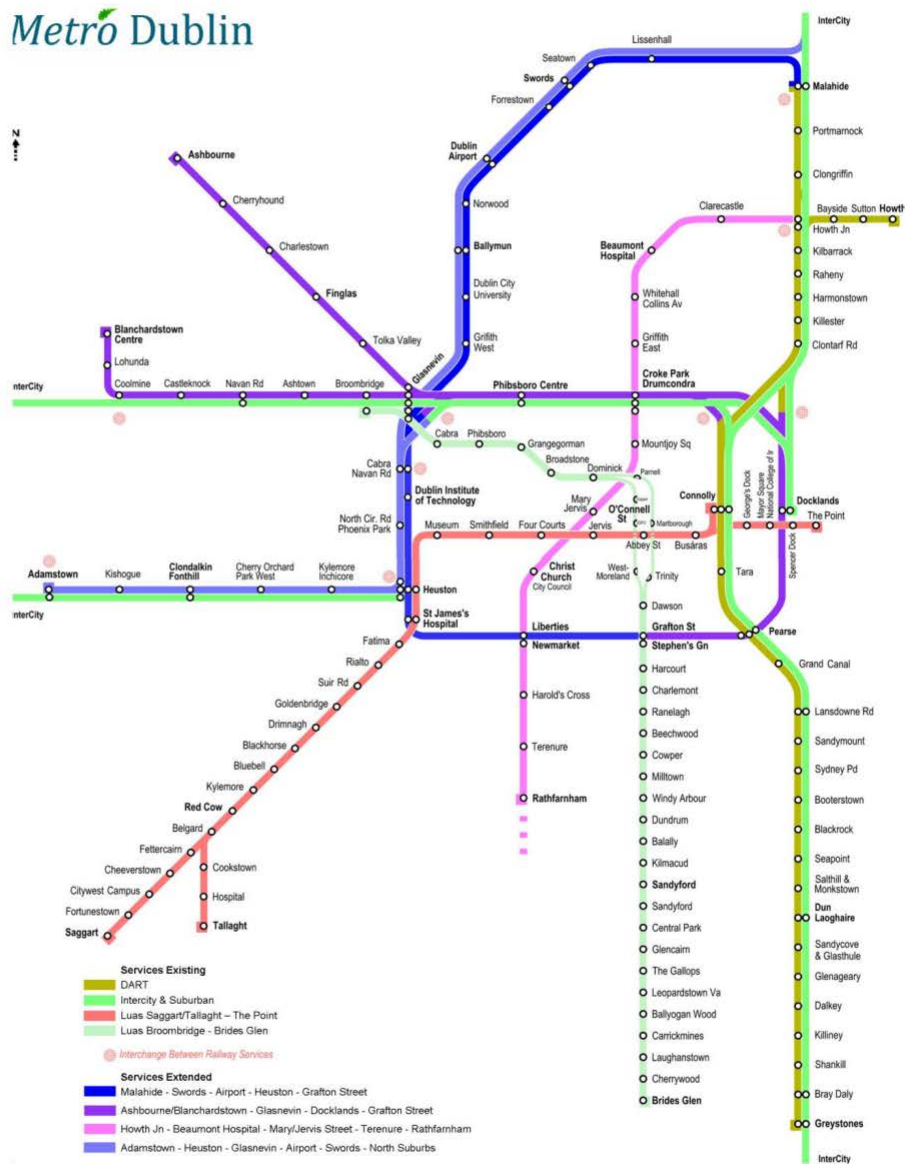 Metro Dublin
N
InterCity
Lissenhall
Seatown
Swords
Forrestown
Malahide
Portmarnock
Dublin
Airport
Ashbourne
Clongriffin
Cherryhound
Norwood
Clarecastle
Bayside
Sutton
Howth
Howth Jn
Charlestown
Ballymun
Beaumont
Hospital
Kilbarrack
Raheny
Dublin City
University
Finglas
Whitehall
Collins Av
Harmonstown
Killester
Blanchardstown
Centre
Tolka Valley
Griffith
West
Griffith
East
Clontarf Rd
Lohunda
Glasnevin
nterCity
Coolmine
Castleknock
Navan Rd
Ashtown
Broombridge
Phibsboro Centre
Croke Park
Drumcondra
Cabra
Phibsboro
Grangegorman
Mountjoy Sq
Broadstone
Cabra
Navan Rd
Dominick
Parnell
George's Dock
Mayor Square
National College of Ir
Dublin Institute
of Technology
Mary
Jervis
O'Connell
St
Connolly
Docklands
The Point
North Cir. Rd
Phoenix Park
Museum
Smithfield
Four Courts
Jervis
Marlborough
Abbey St
Busáras
Spencer Dock
Adamstown
Kishogue
Clondalkin
Fonthill
Cherry Orchard
Park West
Kylemore
Inchicore
Heuston
Christ
Church
City Council
West-
Moreland
Trinity
Tara
nterCity
St James's
Hospital
Dawson
Fatima
Liberties
Newmarket
Grafton St
Stephen's Gn
Pearse
Rialto
Harcourt
Grand Canal
Suir Rd
Harold's Cross
Charlemont
Goldenbridge
Ranelagh
Lansdowne Rd
Drimnagh
Beechwood
Sandymount
Blackhorse
Terenure
Cowper
Bluebell
Milltown
Sydney Pd
Kylemore
Rathfarnham
Windy Arbour
Booterstown
Red Cow
Dundrum
Belgard
Balally
Blackrock
Fettercairn
Kilmacud
Seapoint
Cheeverstown
Cookstown
Sandyford
Salthill &
Monkstown
Citywest Campus
Hospital
Sandyford
Fortunestown
Central Park
Dun
Laoghaire
Saggart
Tallaght
Glencairn
Sandycove
& Glasthule
The Gallops
Glenageary
Leopardstown Va
Ballyogan Wood
Dalkey
Carrickmines
Killiney
Laughanstown
Shankill
Cherrywood
Bray Daly
Brides Glen
Greystones
InterCity
Services Existing
DART
Intercity & Suburban
Luas Saggart/Tallaght – The Point
Luas Broombridge - Brides Glen
Interchange Between Railway Services
Services Extended
Malahide - Swords - Airport - Heuston - Grafton Street
Ashbourne/Blanchardstown - Glasnevin - Docklands - Grafton Street
Howth Jn - Beaumont Hospital - Mary/Jervis Street - Terenure - Rathfarnham
Adamstown - Heuston - Glasnevin - Airport - Swords - North Suburbs